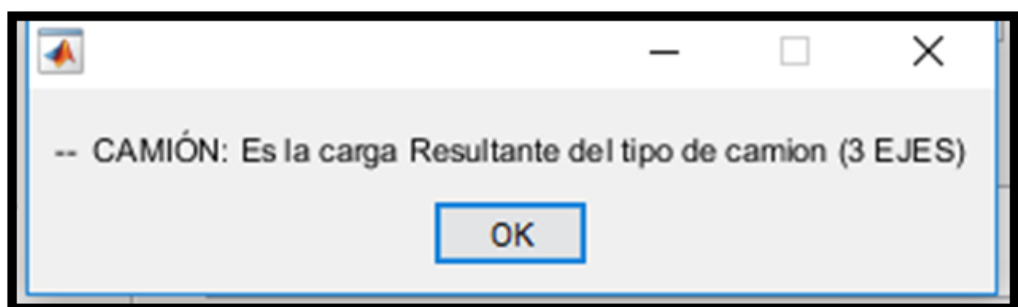 -- CAMIÓN: Es la carga Resultante del tipo de camion (3 EJES)
OK